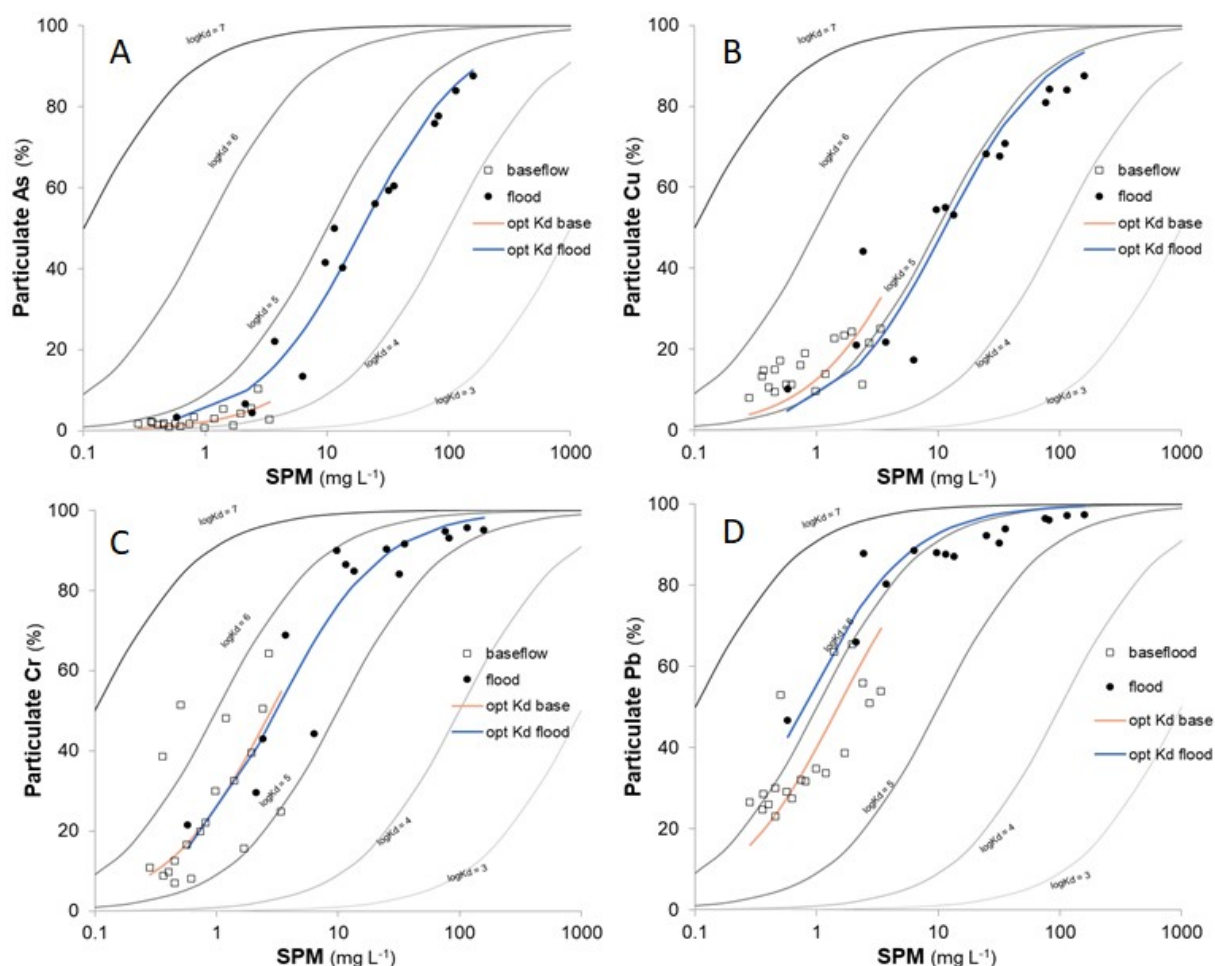 A
Particulate As (%)
100
80
60
40
20
0
logKd = 7
logKd = 6
logKd = 5
logKd = 4
logKd = 3
baseflow
flood
opt Kd base
opt Kd flood
0.1 1 10 100 1000
SPM (mg L-1)
B
Particulate Cu (%)
100
80
60
40
20
0
logKd = 7
logKd = 6
logKd = 5
logKd = 4
logKd = 3
baseflow
flood
opt Kd base
opt Kd flood
0.1 1 10 100 1000
SPM (mg L-1)
C
Particulate Cr (%)
100
80
60
40
20
0
logKd = 7
logKd = 6
logKd = 5
logKd = 4
logKd = 3
baseflow
flood
opt Kd base
opt Kd flood
0.1 1 10 100 1000
SPM (mg L-1)
D
Particulate Pb (%)
100
80
60
40
20
0
logKd = 7
logKd = 6
logKd = 5
logKd = 4
logKd = 3
baseflood
flood
opt Kd base
opt Kd flood
0.1 1 10 100 1000
SPM (mg L-1)